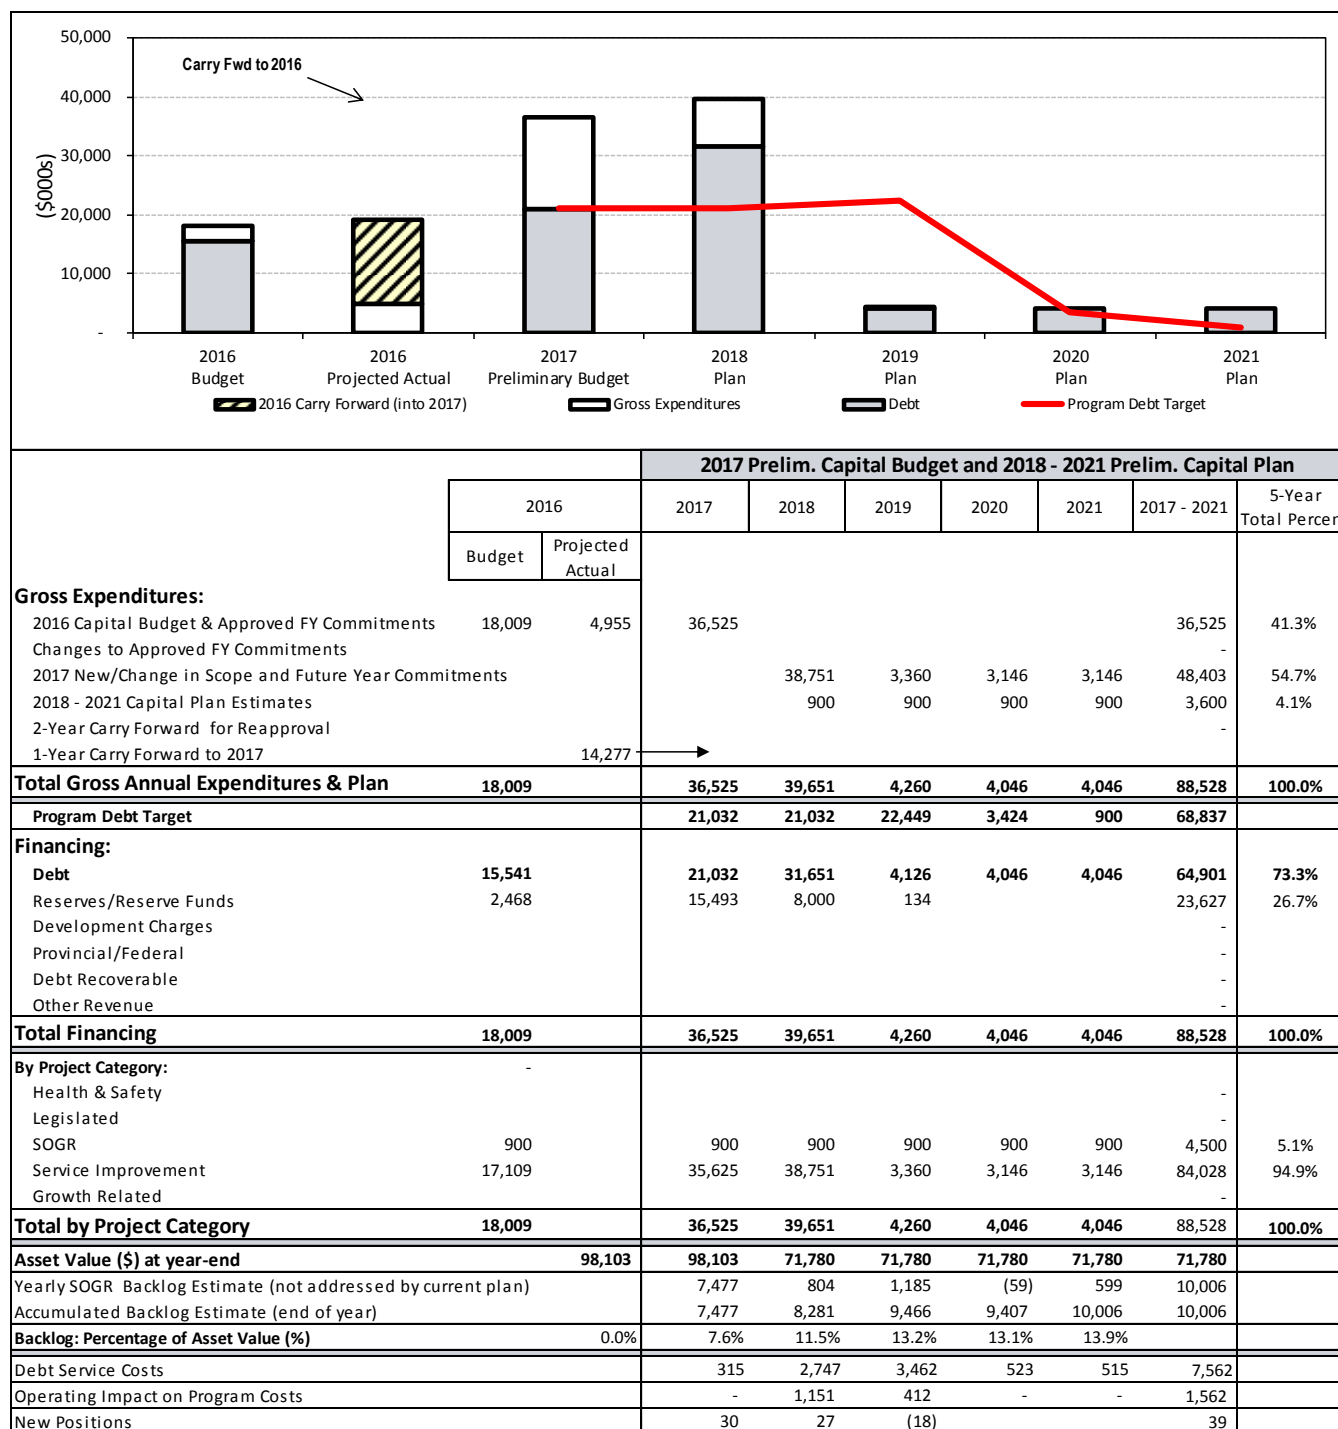 50,000
40,000
30,000
20,000
10,000
-
($000s)
Carry Fwd to 2016
2016 2016 2017 2018 2019 2020 2021
Budget Projected Actual Preliminary Budget Plan Plan Plan Plan
2016 Carry Forward (into 2017) Gross Expenditures Debt Program Debt Target
2017 Prelim. Capital Budget and 2018 - 2021 Prelim. Capital Plan
2016 2017 2018 2019 2020 2021 2017 - 2021 5-Year
Total Percen
Budget Projected
Actual
Gross Expenditures:
2016 Capital Budget & Approved FY Commitments 18,009 4,955 36,525 36,525 41.3%
Changes to Approved FY Commitments -
2017 New/Change in Scope and Future Year Commitments 38,751 3,360 3,146 3,146 48,403 54.7%
2018 - 2021 Capital Plan Estimates 900 900 900 900 3,600 4.1%
2-Year Carry Forward for Reapproval -
1-Year Carry Forward to 2017 14,277
Total Gross Annual Expenditures & Plan 18,009 36,525 39,651 4,260 4,046 4,046 88,528 100.0%
Program Debt Target 21,032 21,032 22,449 3,424 900 68,837
Financing:
Debt 15,541 21,032 31,651 4,126 4,046 4,046 64,901 73.3%
Reserves/Reserve Funds 2,468 15,493 8,000 134 23,627 26.7%
Development Charges -
Provincial/Federal -
Debt Recoverable -
Other Revenue -
Total Financing 18,009 36,525 39,651 4,260 4,046 4,046 88,528 100.0%
By Project Category: -
Health & Safety -
Legislated -
SOGR 900 900 900 900 900 900 4,500 5.1%
Service Improvement 17,109 35,625 38,751 3,360 3,146 3,146 84,028 94.9%
Growth Related -
Total by Project Category 18,009 36,525 39,651 4,260 4,046 4,046 88,528 100.0%
Asset Value ($) at year-end 98,103 98,103 71,780 71,780 71,780 71,780 71,780
Yearly SOGR Backlog Estimate (not addressed by current plan) 7,477 804 1,185 (59) 599 10,006
Accumulated Backlog Estimate (end of year) 7,477 8,281 9,466 9,407 10,006 10,006
Backlog: Percentage of Asset Value (%) 0.0% 7.6% 11.5% 13.2% 13.1% 13.9%
Debt Service Costs 315 2,747 3,462 523 515 7,562
Operating Impact on Program Costs - 1,151 412 - - 1,562
New Positions 30 27 (18) 39